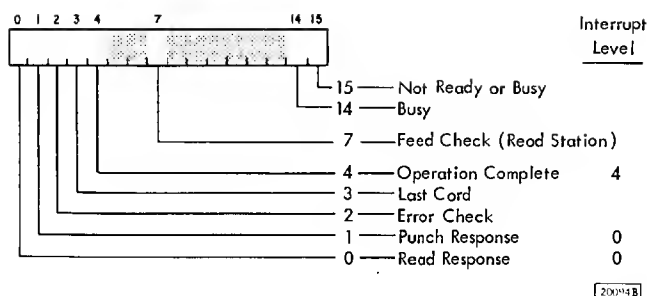 0 1 2 3 4 7 14 15 Interrupt
Level
15 Not Ready or Busy
14 Busy
7 Feed Check (Read Station)
4 Operation Complete 4
3 Last Card
2 Error Check
1 Punch Response 0
0 Read Response 0
20094B